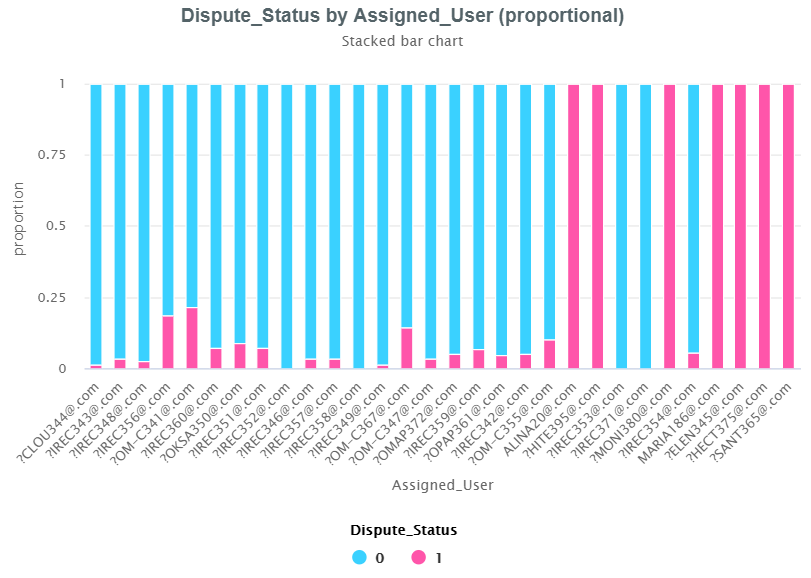 Dispute_Status by Assigned_User (proportional)
Stacked bar chart
1
0.75
0.5
0.25
0
proportion
?CLOU344@.com
?IREC343@.com
?IREC348@.com
?IREC356@.com
?OM-C341@.com
?IREC360@.com
?OKSA350@.com
?IREC351@.com
?IREC352@.com
?IREC346@.com
?IREC357@.com
?IREC358@.com
?IREC349@.com
?OM-C367@.com
?OM-C347@.com
?OMAP372@.com
?IREC359@.com
?OPAP361@.com
?IREC342@.com
?OM-C355@.com
ALINA20@.com
?HITE395@.com
?IREC353@.com
?IREC371@.com
?MONI380@.com
?IREC354@.com
MARIA186@.com
?ELEN345@.com
?HECT375@.com
?SANT365@.com
Assigned_User
Dispute_Status
0 1